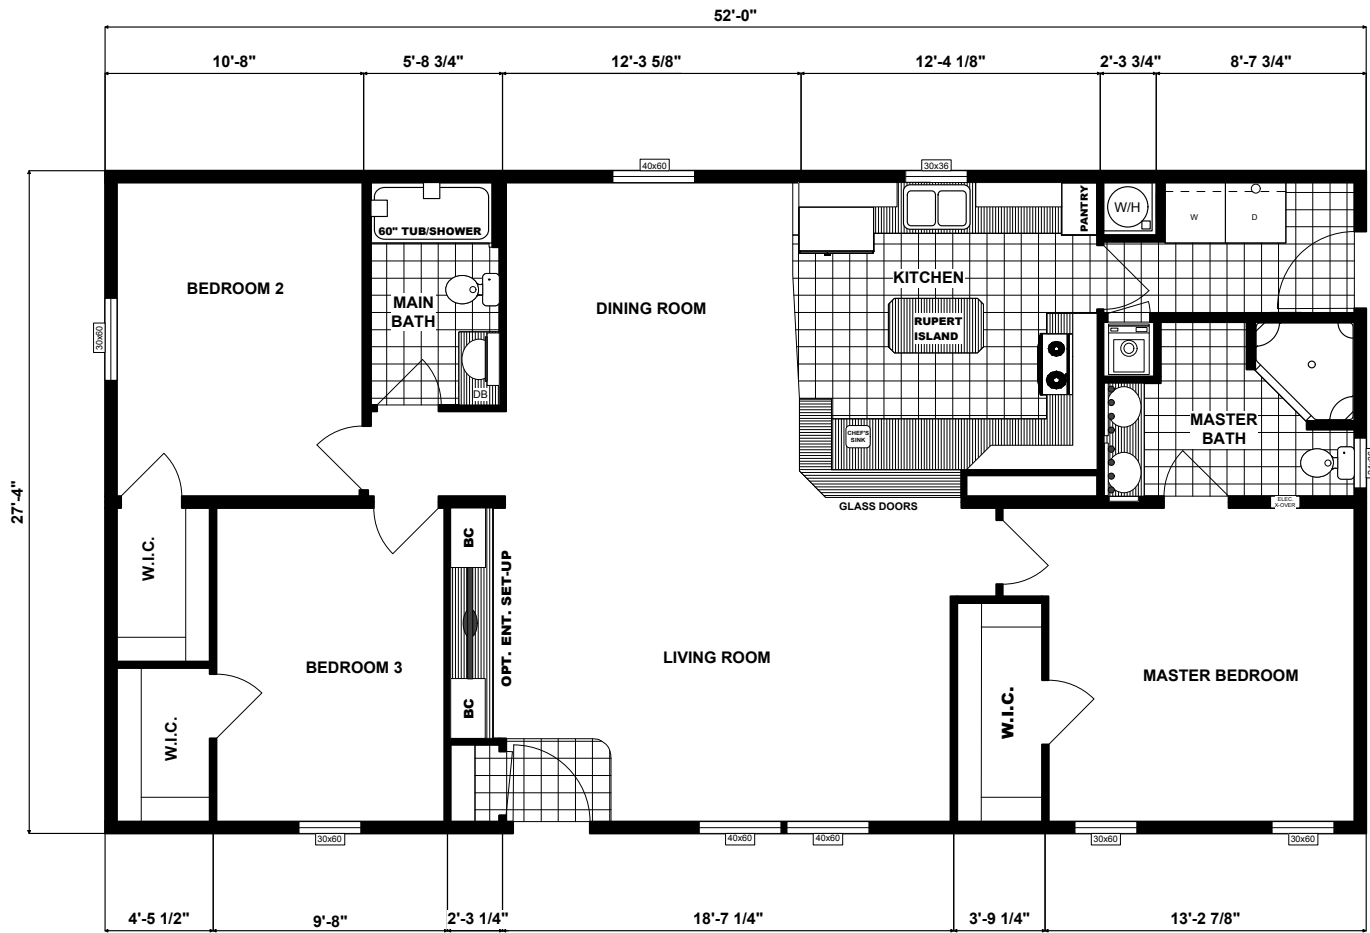 52'-0"
10'-8"
5'-8 3/4"
12'-3 5/8"
12'-4 1/8"
2'-3 3/4"
8'-7 3/4"
40x60
30x36
60" TUB/SHOWER
PANTRY
W/H
W
D
BEDROOM 2
MAIN
BATH
DINING ROOM
KITCHEN
RUPERT
ISLAND
30x60
DB
CHEF'S
SINK
MASTER
BATH
27'-4"
GLASS DOORS
ELEC.
X-OVER
W.I.C.
BC
OPT. ENT. SET-UP
BEDROOM 3
LIVING ROOM
MASTER BEDROOM
W.I.C.
BC
W.I.C.
30x60
40x60
40x60
30x60
30x60
4'-5 1/2"
9'-8"
2'-3 1/4"
18'-7 1/4"
3'-9 1/4"
13'-2 7/8"